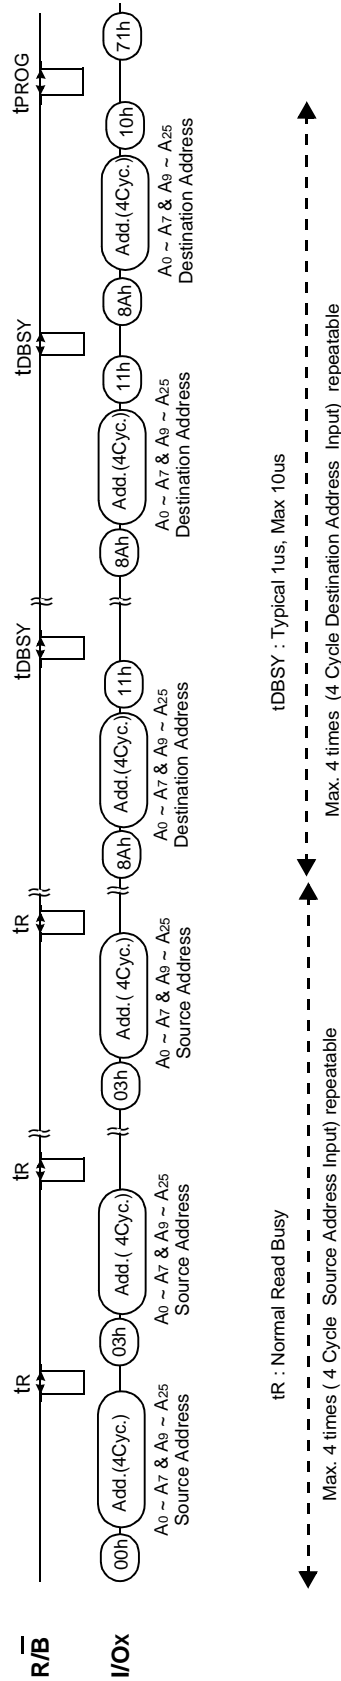 R/B
tR
tR
tR
tDBSY
tDBSY
tPROG
I/Ox
00h
Add.(4Cyc.)
03h
Add.( 4Cyc.)
03h
Add.( 4Cyc.)
8Ah
Add.(4Cyc.)
11h
8Ah
Add.(4Cyc.)
11h
8Ah
Add.(4Cyc.)
10h
71h
A0 ~ A7 & A9 ~ A25
Source Address
A0 ~ A7 & A9 ~ A25
Source Address
A0 ~ A7 & A9 ~ A25
Source Address
A0 ~ A7 & A9 ~ A25
Destination Address
A0 ~ A7 & A9 ~ A25
Destination Address
A0 ~ A7 & A9 ~ A25
Destination Address
tR : Normal Read Busy
tDBSY : Typical 1us, Max 10us
Max. 4 times ( 4 Cycle Source Address Input) repeatable
Max. 4 times (4 Cycle Destination Address Input) repeatable